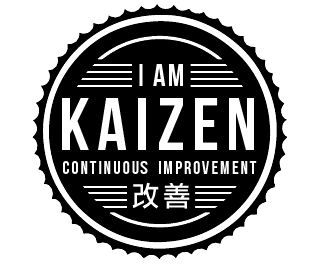 I AM
KAIZEN
CONTINUOUS IMPROVEMENT
改善